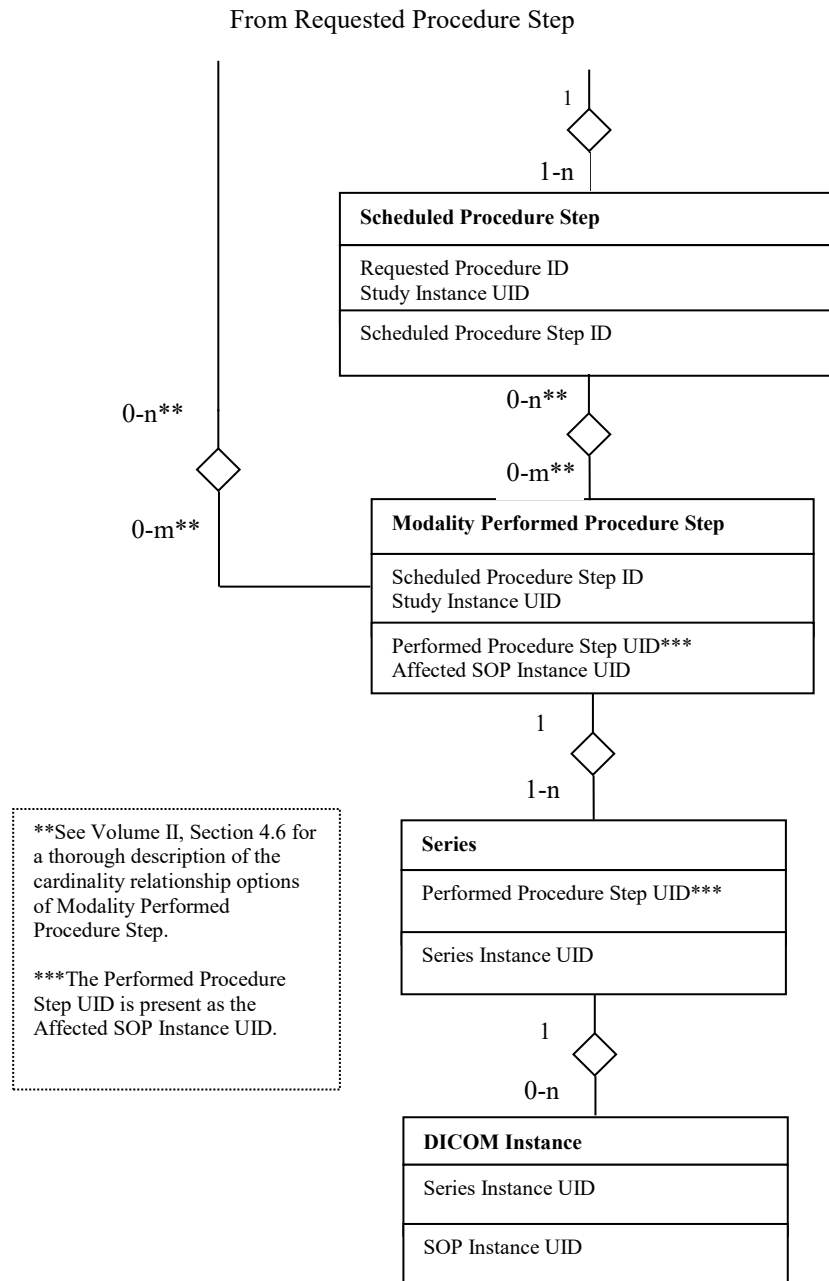 From Requested Procedure Step
1
1-n
Scheduled Procedure Step
Requested Procedure ID
Study Instance UID
Scheduled Procedure Step ID
0-n**
0-n**
0-m**
0-m**
Modality Performed Procedure Step
Scheduled Procedure Step ID
Study Instance UID
Performed Procedure Step UID***
Affected SOP Instance UID
1
1-n
**See Volume II, Section 4.6 for
a thorough description of the
cardinality relationship options
of Modality Performed
Procedure Step.
***The Performed Procedure
Step UID is present as the
Affected SOP Instance UID.
Series
Performed Procedure Step UID***
Series Instance UID
1
0-n
DICOM Instance
Series Instance UID
SOP Instance UID